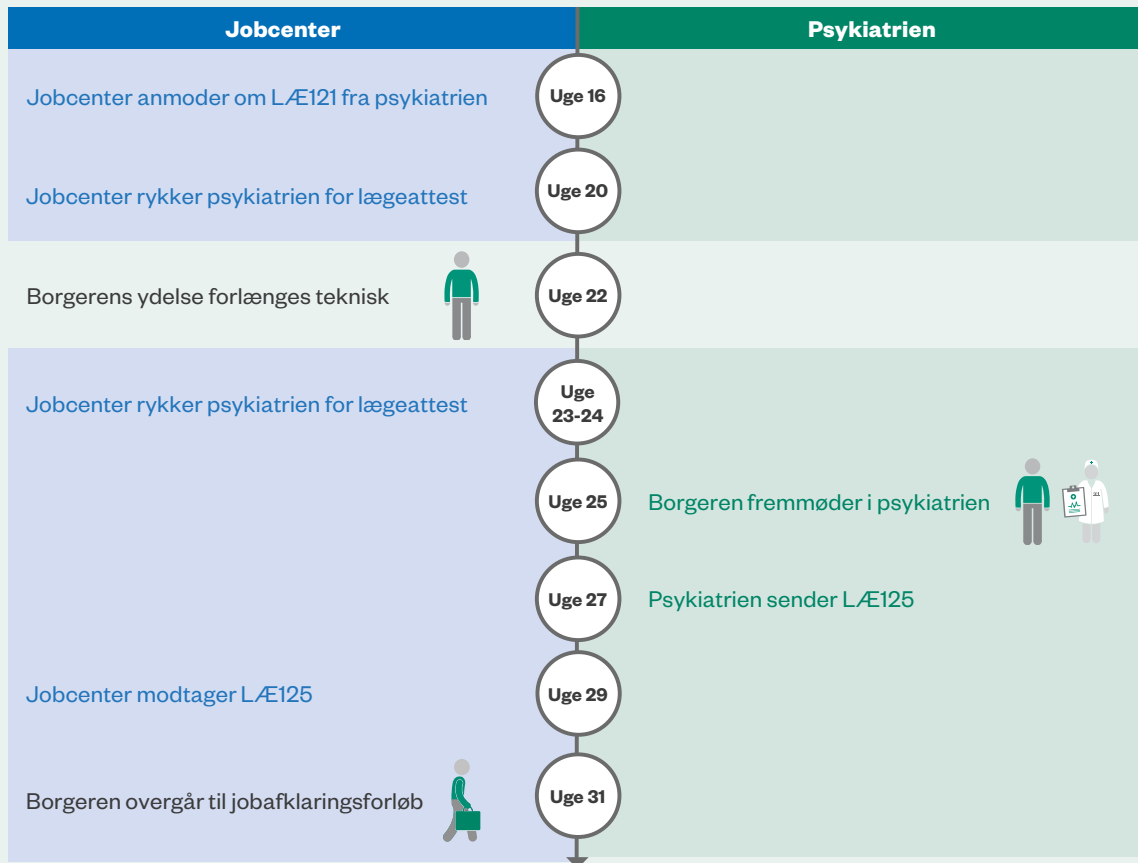 Jobcenter
Psykiatrien
Jobcenter anmoder om LÆ121 fra psykiatrien
Uge 16
Jobcenter rykker psykiatrien for lægeattest
Uge 20
Borgerens ydelse forlænges teknisk
Uge 22
Jobcenter rykker psykiatrien for lægeattest
Uge
23-24
Uge 25
Borgeren fremmøder i psykiatrien
Uge 27
Psykiatrien sender LÆ125
Jobcenter modtager LÆ125
Uge 29
Borgeren overgår til jobafklaringsforløb
Uge 31